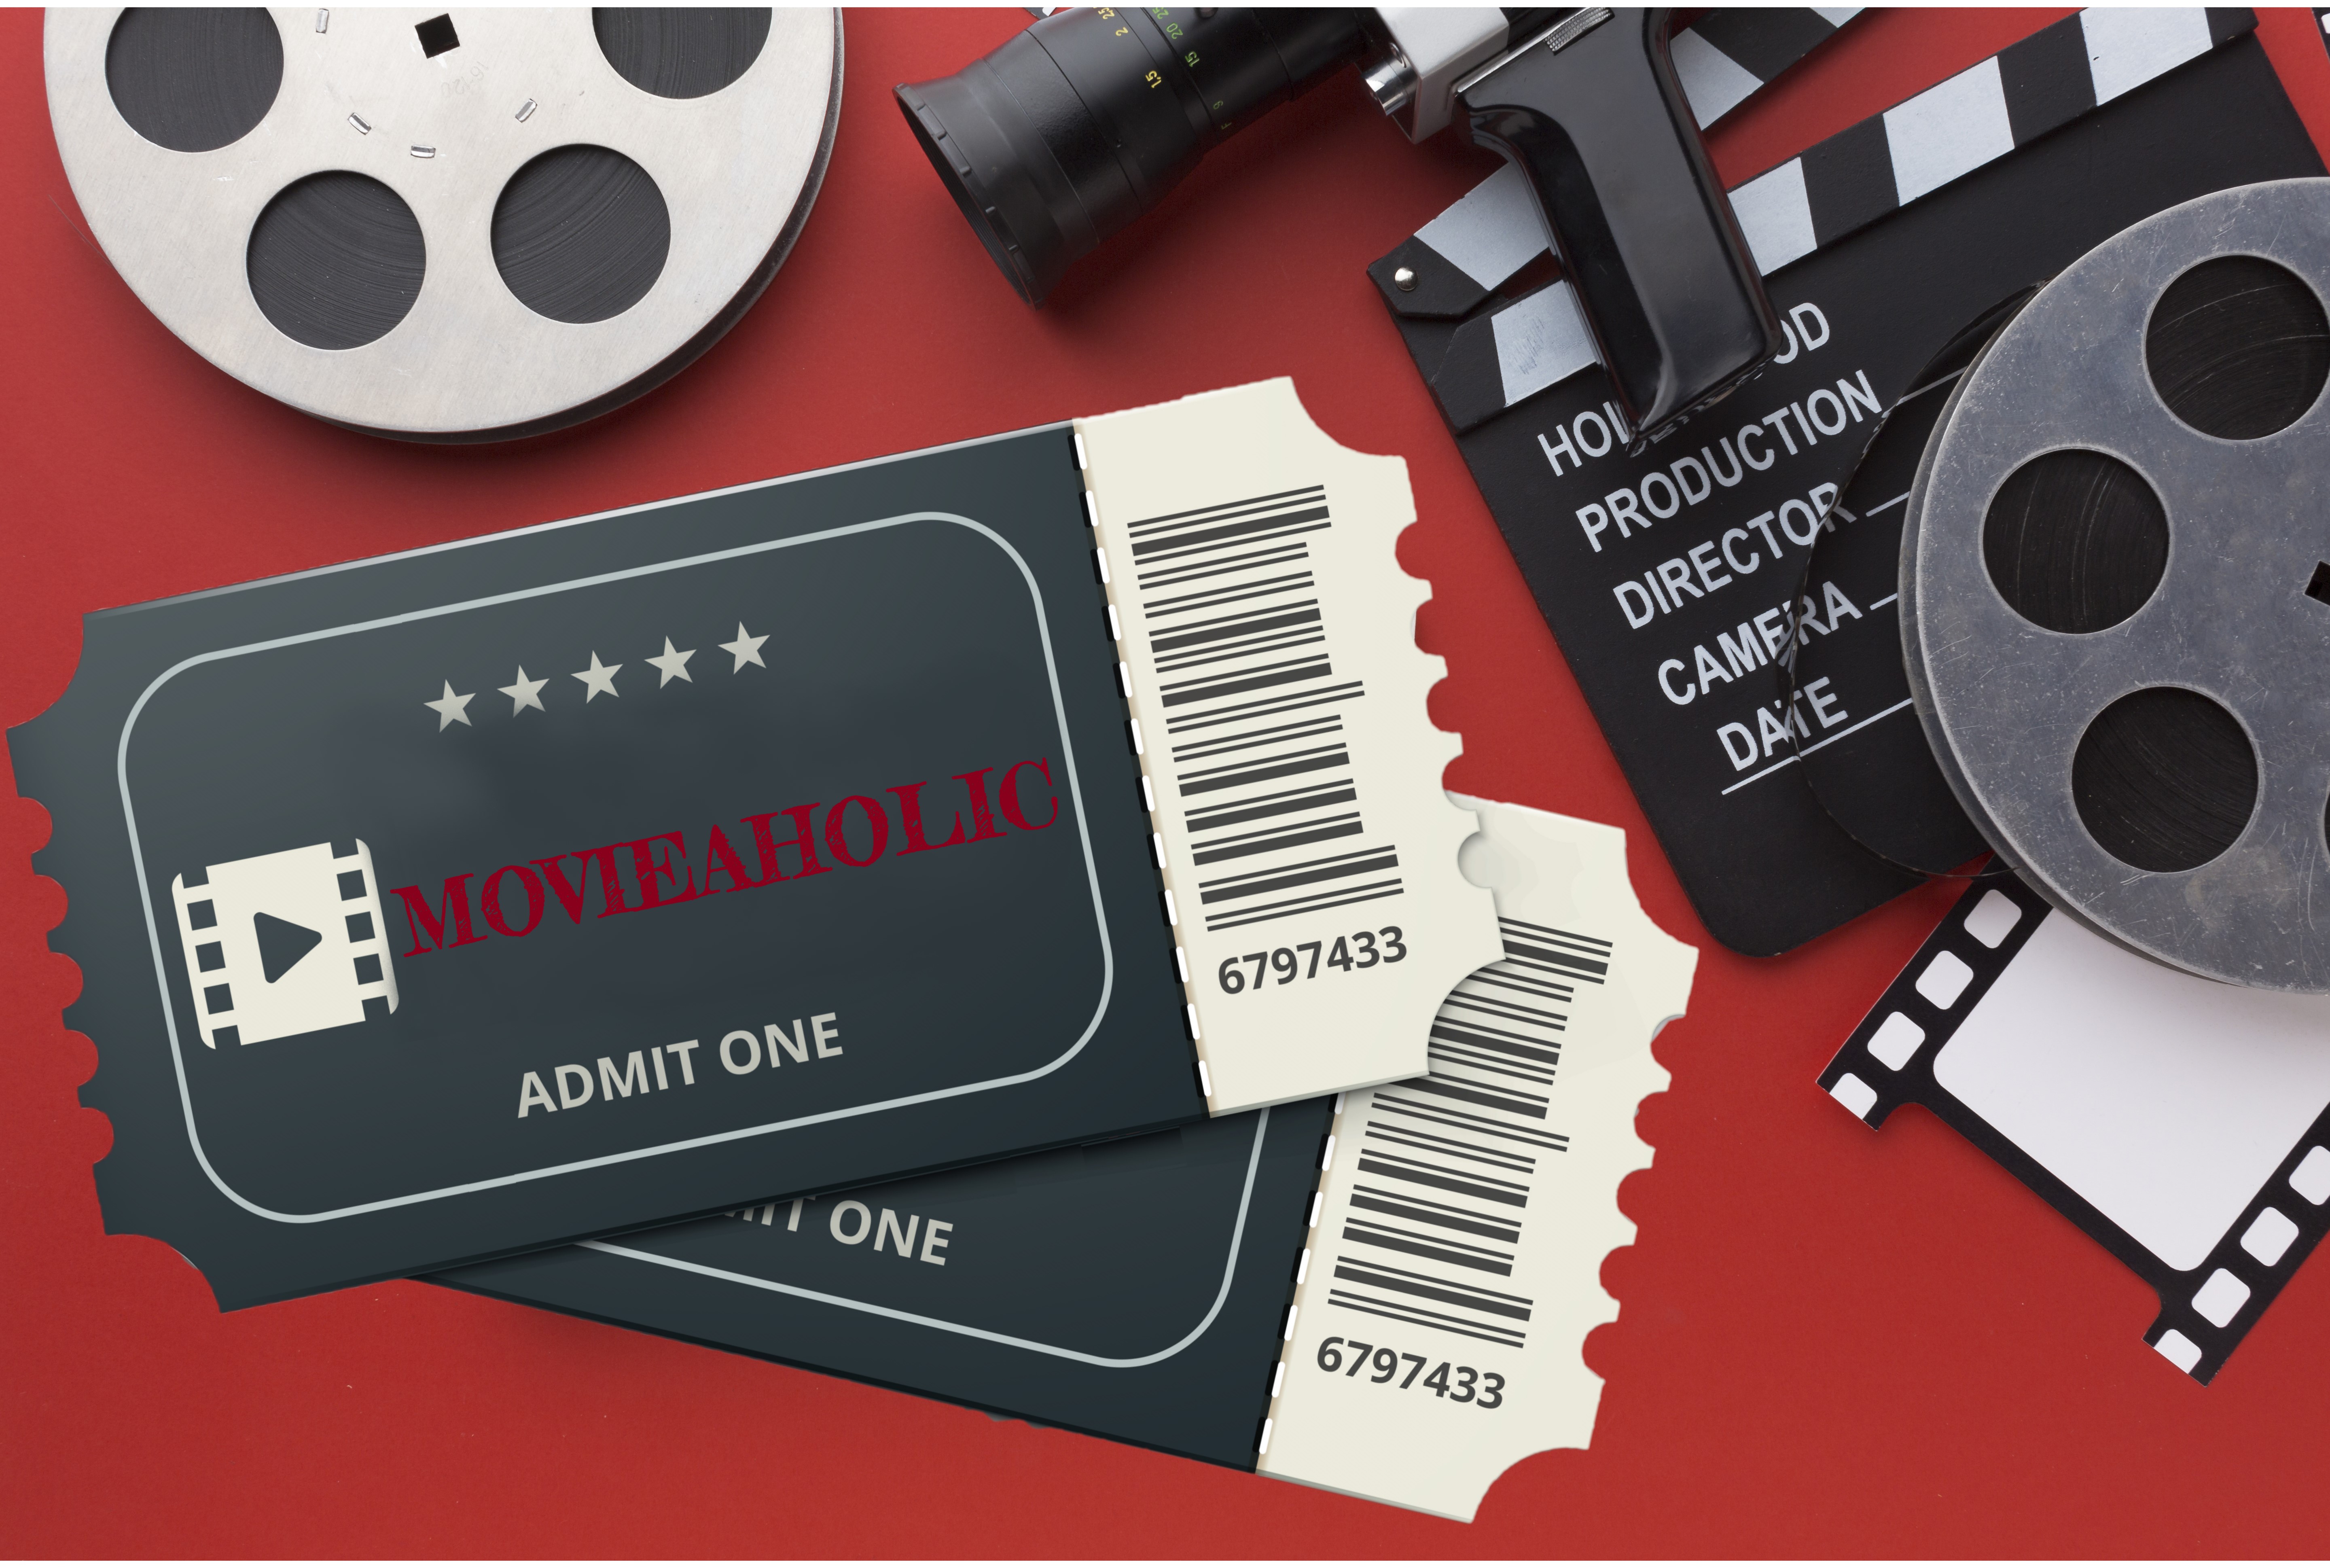 MOVIEAHOLIC
ADMIT ONE
6797433
ONE
6797433
PRODUCTION
DIRECTOR
CAMERA
DATE